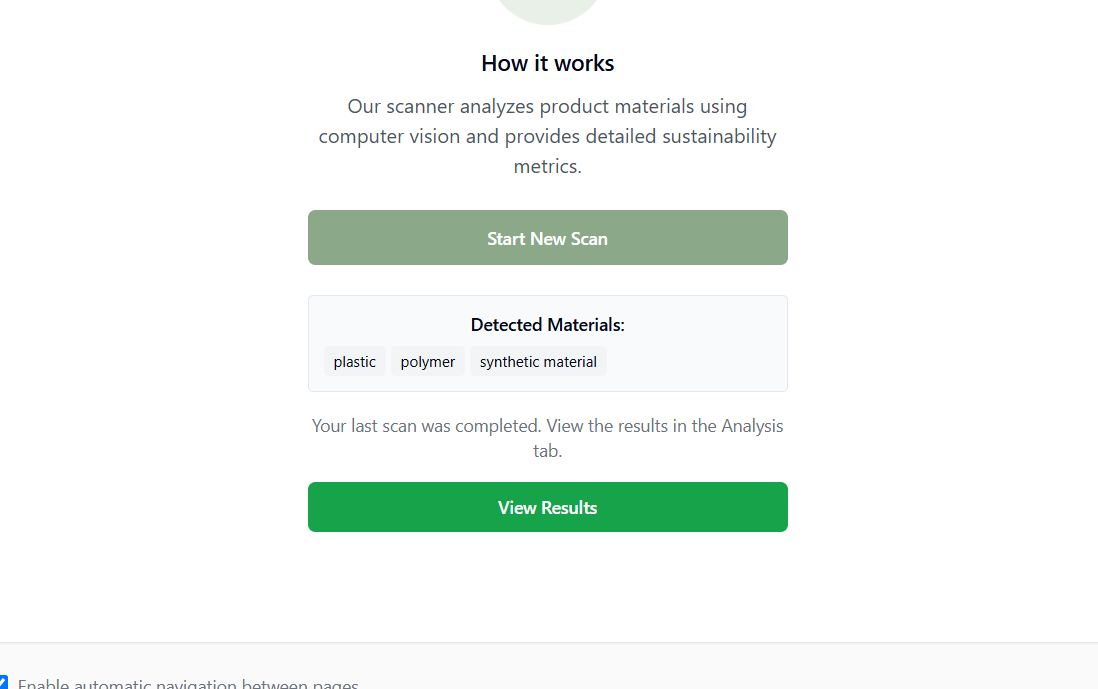 How it works
Our scanner analyzes product materials using
computer vision and provides detailed sustainability
metrics.
Start New Scan
Detected Materials:
plastic polymer synthetic material
Your last scan was completed. View the results in the Analysis
tab.
View Results
Enable automatic navigation between pages